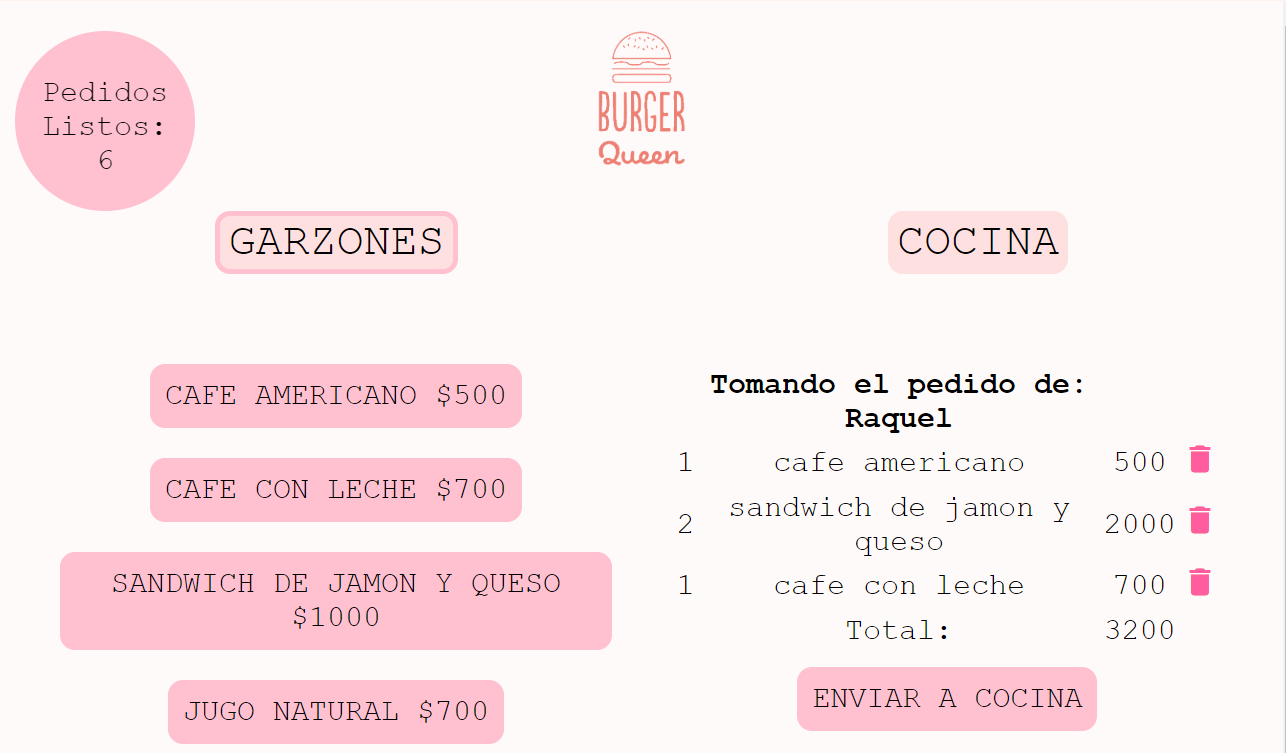 Pedidos
Listos:
6
BURGER
Queen
GARZONES
COCINA
CAFE AMERICANO $500
CAFE CON LECHE $700
SANDWICH DE JAMON Y QUESO
$1000
JUGO NATURAL $700
Tomando el pedido de:
Raquel
1 cafe americano 500
2 sandwich de jamon y queso 2000
1 cafe con leche 700
Total: 3200
ENVIAR A COCINA